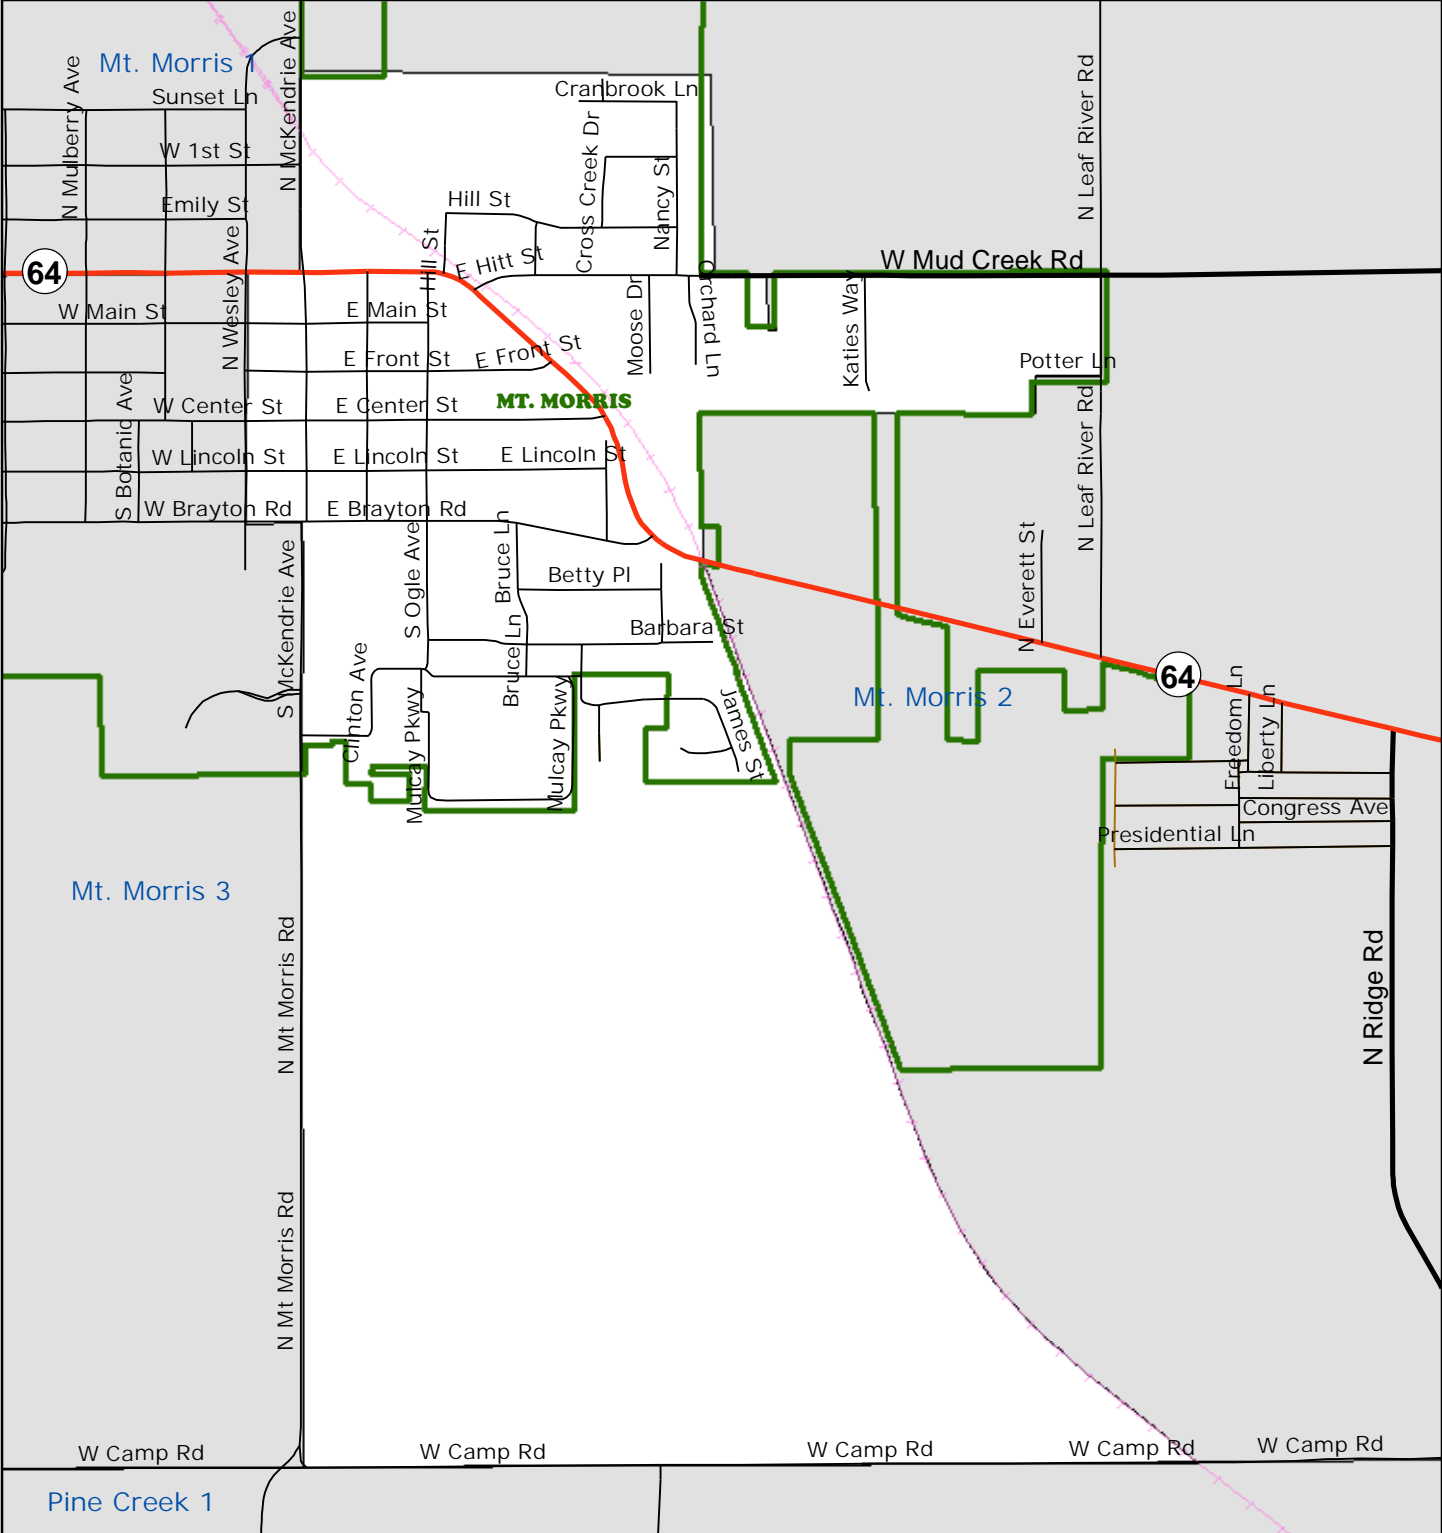 Mt. Morris 1
N McKendrie Ave
N Mulberry Ave
Sunset Ln
W 1st St
Emily St
Cranbrook Ln
Cross Creek Dr
Nancy St
N Leaf River Rd
Hill St
Hill St
E Hitt St
64
W Mud Creek Rd
N Wesley Ave
W Main St
E Main St
Moose Dr
Orchard Ln
Katies Way
E Front St
E Front St
Potter Ln
S Botanic Ave
W Center St
E Center St
MT. MORRIS
W Lincoln St
E Lincoln St
E Lincoln St
N Leaf River Rd
W Brayton Rd
E Brayton Rd
S McKendrie Ave
S Ogle Ave
Bruce Ln
Betty Pl
N Everett St
Barbara St
Bruce Ln
Clinton Ave
Mulcay Pkwy
Mulcay Pkwy
James St
Mt. Morris 2
64
Freedom Ln
Liberty Ln
Congress Ave
Presidential Ln
Mt. Morris 3
N Mt Morris Rd
N Ridge Rd
N Mt Morris Rd
W Camp Rd
W Camp Rd
W Camp Rd
W Camp Rd
W Camp Rd
Pine Creek 1